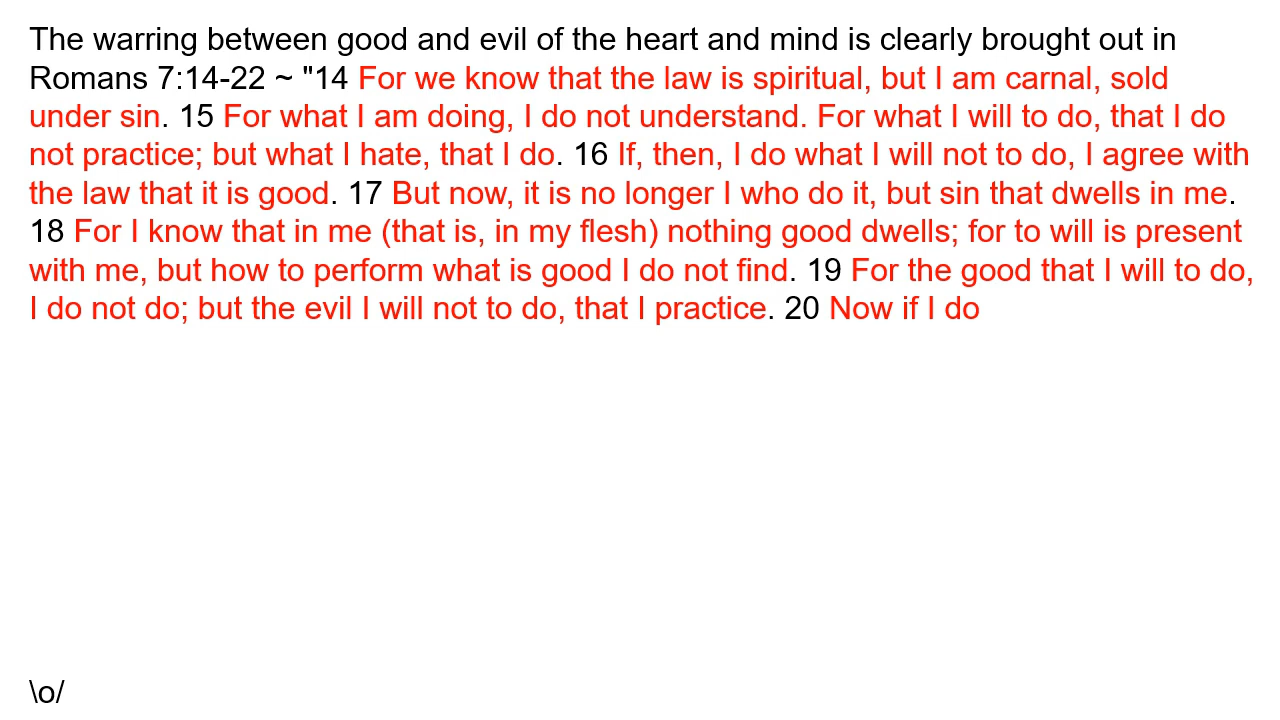 The warring between good and evil of the heart and mind is clearly brought out in
Romans 7:14-22 ~ "14 For we know that the law is spiritual, but I am carnal, sold
under sin. 15 For what I am doing, I do not understand. For what I will to do, that I do
not practice; but what I hate, that I do. 16 If, then, I do what I will not to do, I agree with
the law that it is good. 17 But now, it is no longer I who do it, but sin that dwells in me.
18 For I know that in me (that is, in my flesh) nothing good dwells; for to will is present
with me, but how to perform what is good I do not find. 19 For the good that I will to do,
I do not do; but the evil I will not to do, that I practice. 20 Now if I do
\o/